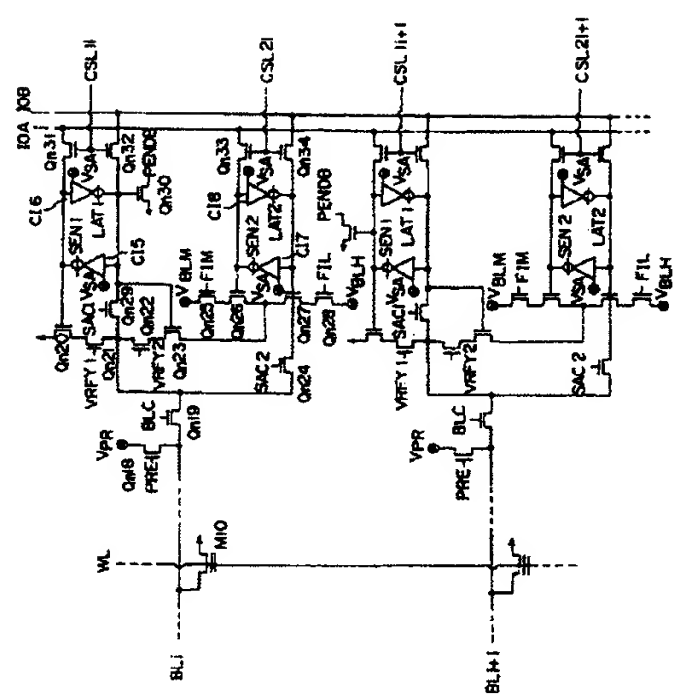 IOA IOB
Qn31
CSL1i
CI6
VSA
Qn32
PENDB
SEN1
LAT1
Qn30
CI5
VSA
Qn29
Qn20
SAC1
VRFY1
Qn21
Qn22
VRFY2
Qn23
Qn33
CSL2i
CI8
VSA
Qn34
SEN2
LAT2
CI7
VSA
VBLM
FIM
Qn25
Qn26
Qn27
FIL
Qn28
VBLH
SAC2
Qn24
VPR
Qn18
PRE
BLC
Qn19
WL
M10
BLi
PENDB
CSL1i+1
VSA
SEN1
LAT1
VSA
SAC1
VRFY1
VRFY2
CSL2i+1
VSA
SEN2
LAT2
VSA
VBLM
FIM
FIL
VBLH
SAC2
VPR
PRE
BLC
BLi+1